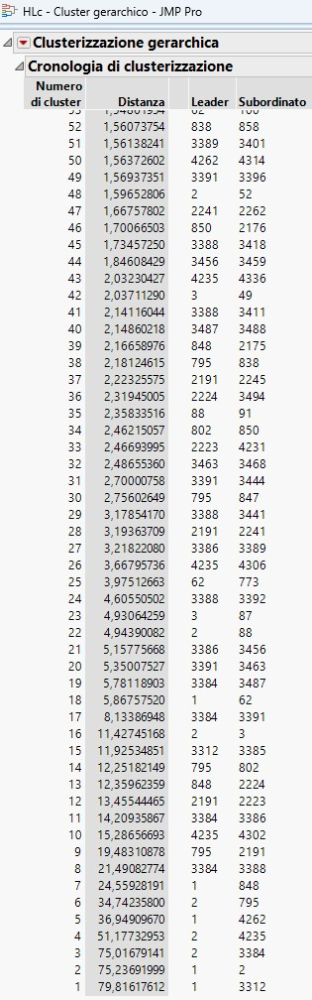 HLc - Cluster gerarchico - JMP Pro
Clusterizzazione gerarchica
Cronologia di clusterizzazione
Numero di cluster Distanza Leader Subordinato
52 1,56073754 838 858
51 1,56138241 3389 3401
50 1,56372602 4262 4314
49 1,56937351 3391 3396
48 1,59652806 2 52
47 1,66757802 2241 2262
46 1,70066503 850 2176
45 1,73457250 3388 3418
44 1,84608429 3456 3459
43 2,03230427 4235 4336
42 2,03711290 3 49
41 2,14116044 3388 3411
40 2,14860218 3487 3488
39 2,16658976 848 2175
38 2,18124615 795 838
37 2,22325575 2191 2245
36 2,31945005 2224 3494
35 2,35833516 88 91
34 2,46215057 802 850
33 2,46693995 2223 4231
32 2,48655360 3463 3468
31 2,70000758 3391 3444
30 2,75602649 795 847
29 3,17854170 3388 3441
28 3,19363709 2191 2241
27 3,21822080 3386 3389
26 3,66795736 4235 4306
25 3,97512663 62 773
24 4,60550502 3388 3392
23 4,93064259 3 87
22 4,94390082 2 88
21 5,15775668 3386 3456
20 5,35007527 3391 3463
19 5,78118903 3384 3487
18 5,86757520 1 62
17 8,13386948 3384 3391
16 11,42745168 2 3
15 11,92534851 3312 3385
14 12,25182149 795 802
13 12,35962359 848 2224
12 13,45544465 2191 2223
11 14,20935867 3384 3386
10 15,28656693 4235 4302
9 19,48310878 795 2191
8 21,49082774 3384 3388
7 24,55928191 1 848
6 34,74235800 2 795
5 36,94909670 1 4262
4 51,17732953 2 4235
3 75,01679141 2 3384
2 75,23691999 1 2
1 79,81617612 1 3312